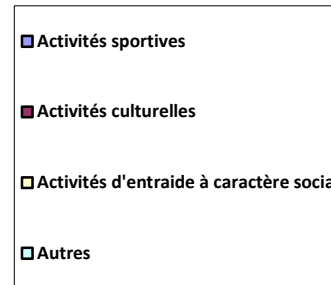 Activités sportives
Activités culturelles
Activités d'entraide à caractère socia
Autres